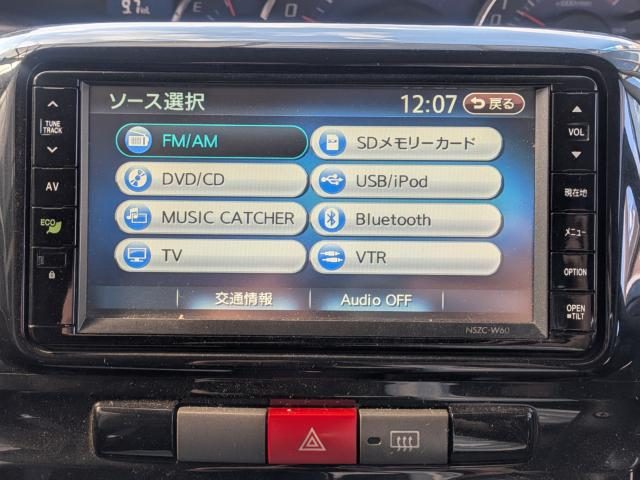 ソース選択
12:07
戻る
FM/AM
SDメモリーカード
DVD/CD
USB/iPod
MUSIC CATCHER
Bluetooth
TV
VTR
交通情報
Audio OFF
NSZC-W60
TUNE
TRACK
AV
ECO
VOL
現在地
メニュー
OPTION
OPEN
TILT
0